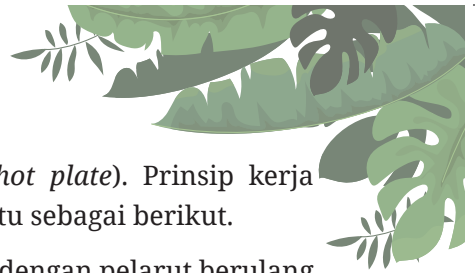 hot plate). Prinsip kerja
tu sebagai berikut.
dengan pelarut berulang